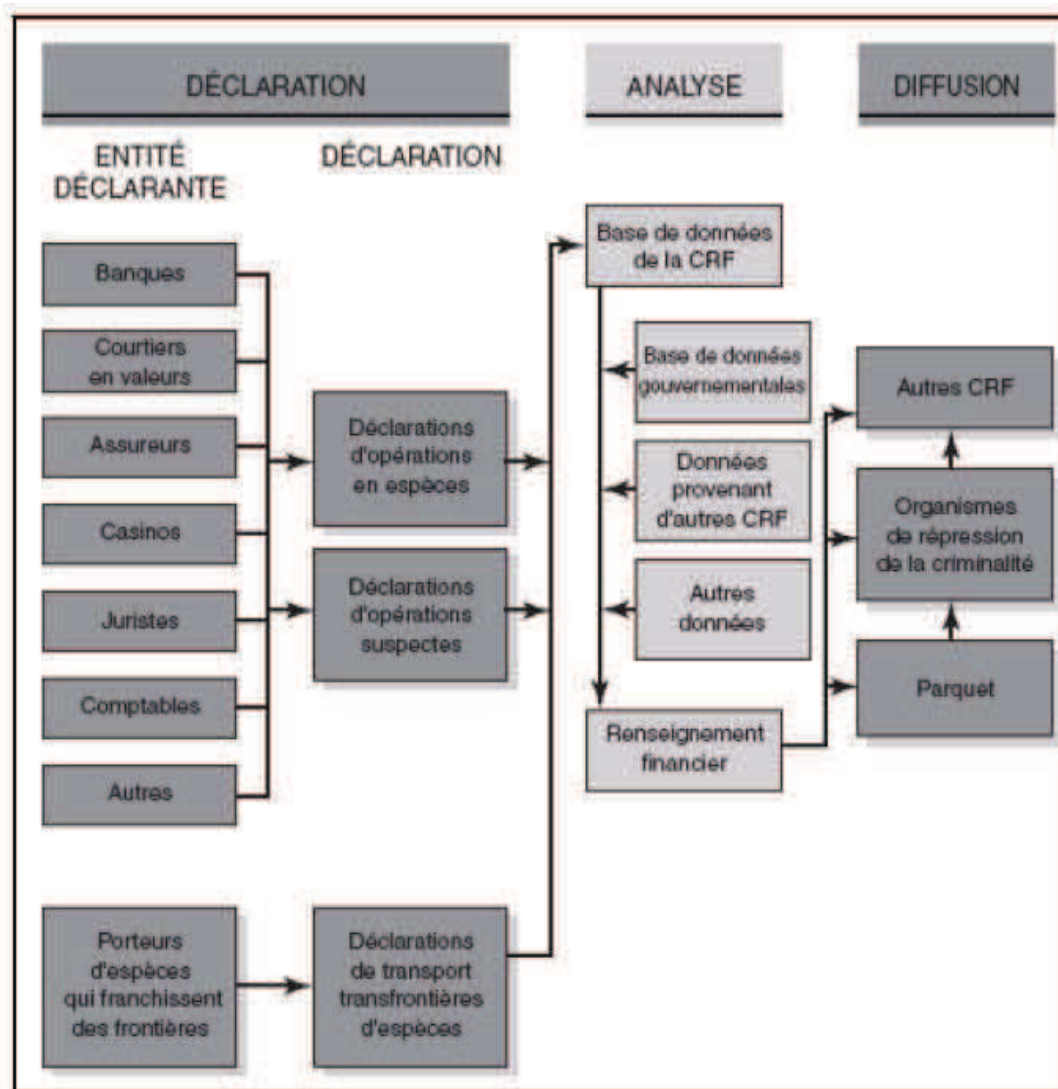 DÉCLARATION
ANALYSE
DIFFUSION
ENTITÉ
DÉCLARANTE
DÉCLARATION
Banques
Courtiers
en valeurs
Assureurs
Casinos
Juristes
Comptables
Autres
Porteurs
d'espèces
qui franchissent
des frontières
Déclarations
d'opérations
en espèces
Déclarations
d'opérations
suspectes
Déclarations
de transport
transfrontières
d'espèces
Base de données
de la CRF
Base de données
gouvernementales
Données
provenant
d'autres CRF
Autres
données
Renseignement
financier
Autres CRF
Organismes
de répression
de la criminalité
Parquet